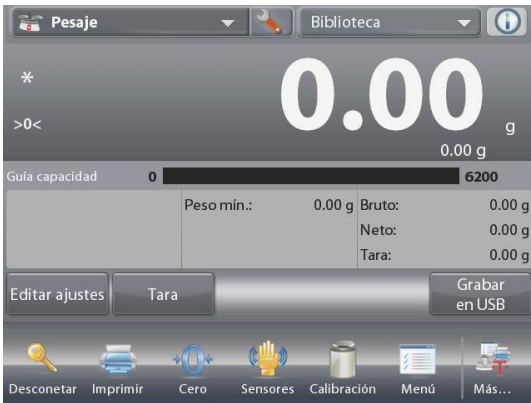 Pesaje
Biblioteca
*
>0<
0.00 g
0.00 g
Guía capacidad 0 6200
Peso mín.: 0.00 g Bruto: 0.00 g
Neto: 0.00 g
Tara: 0.00 g
Editar ajustes Tara Grabar
en USB
Desconetar Imprimir Cero Sensores Calibración Menú Más...